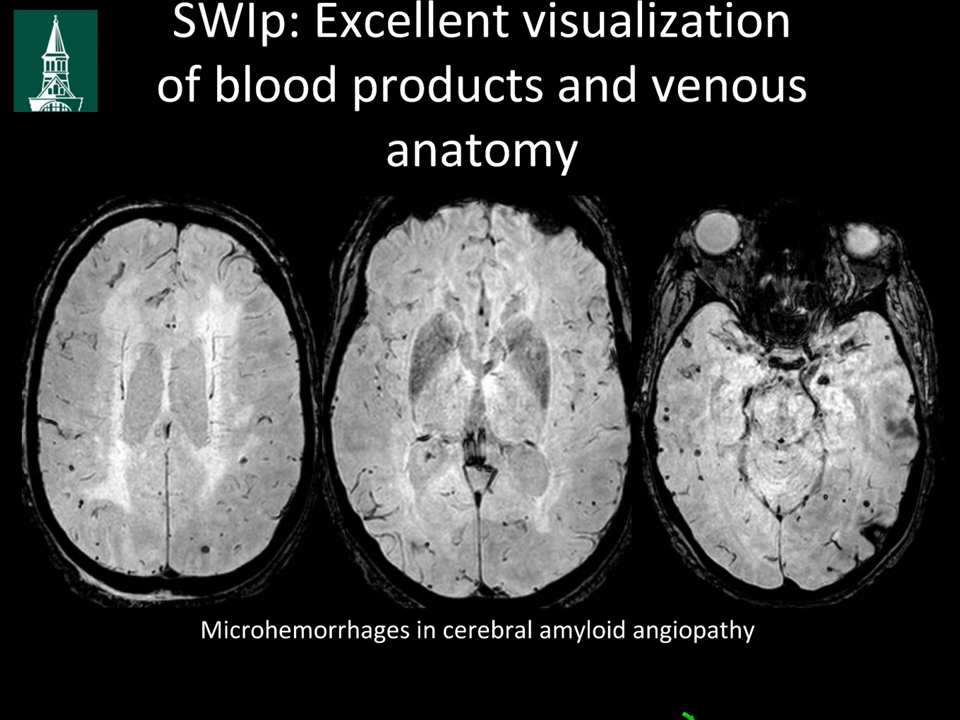 SWIp: Excellent visualization
of blood products and venous
anatomy
Microhemorrhages in cerebral amyloid angiopathy